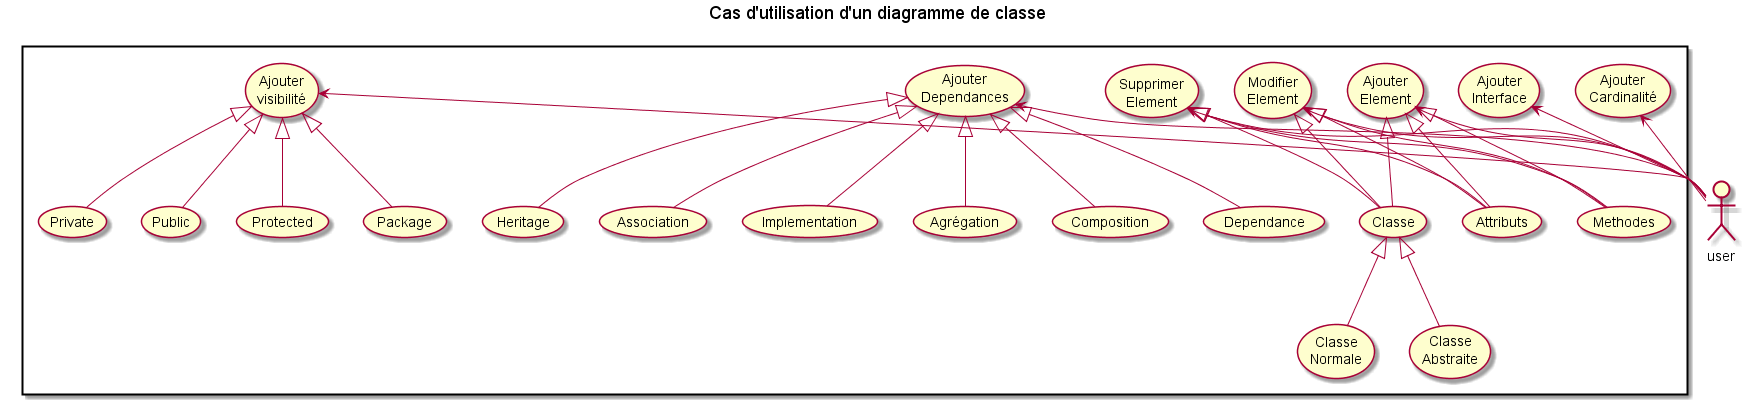 Cas d'utilisation d'un diagramme de classe
Ajouter
visibilité
Ajouter
Dependances
Supprimer
Element
Modifier
Element
Ajouter
Element
Ajouter
Interface
Ajouter
Cardinalité
Private
Public
Protected
Package
Heritage
Association
Implementation
Agrégation
Composition
Dependance
Classe
Attributs
Methodes
user
Classe
Normale
Classe
Abstraite